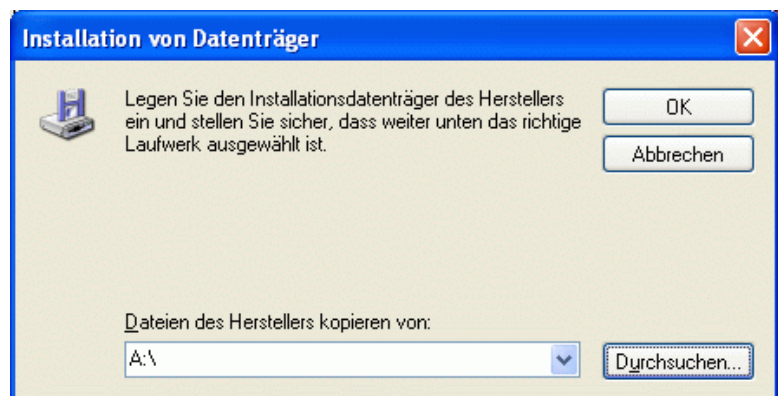 Installation von Datenträger
Legen Sie den Installationsdatenträger des Herstellers
ein und stellen Sie sicher, dass weiter unten das richtige
Laufwerk ausgewählt ist.
OK
Abbrechen
Dateien des Herstellers kopieren von:
A:\
Durchsuchen...